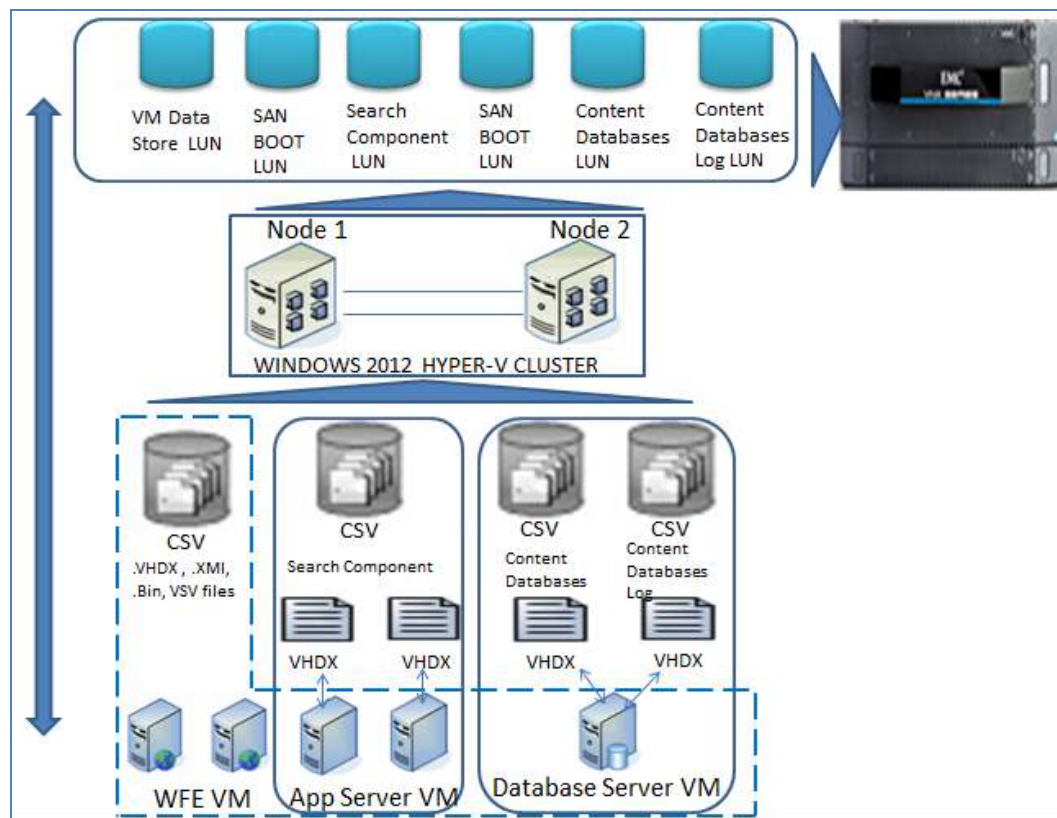 VM Data
Store LUN
SAN
BOOT
LUN
Search
Component
LUN
SAN
BOOT
LUN
Content
Databases
LUN
Content
Databases
Log LUN
EMC²
Node 1
Node 2
WINDOWS 2012 HYPER-V CLUSTER
CSV
.VHDX , .XMI,
.Bin, VSV files
CSV
Search Component
VHDX
VHDX
CSV
Content
Databases
CSV
Content
Databases
Log
VHDX
VHDX
WFE VM
App Server VM
Database Server VM